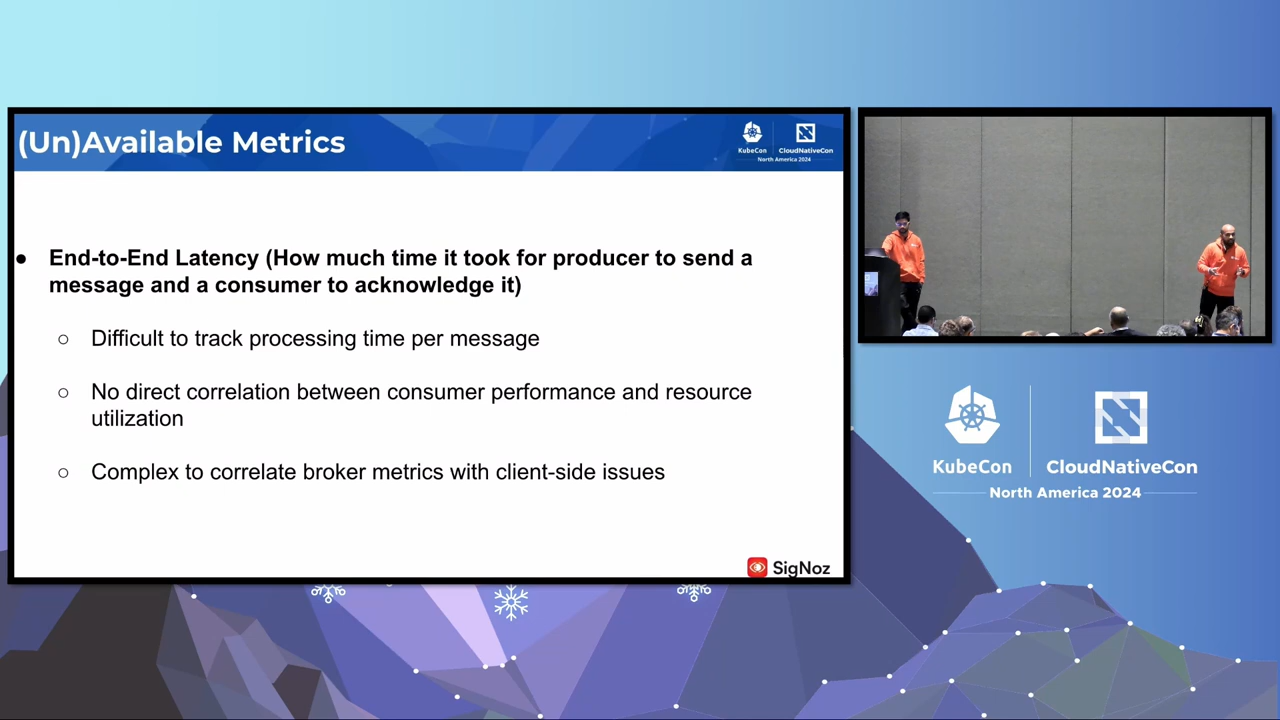 (Un)Available Metrics
KubeCon
CloudNativeCon
North America 2024
● End-to-End Latency (How much time it took for producer to send a
message and a consumer to acknowledge it)
○ Difficult to track processing time per message
○ No direct correlation between consumer performance and resource
utilization
○ Complex to correlate broker metrics with client-side issues
SigNoz
KubeCon
CloudNativeCon
North America 2024